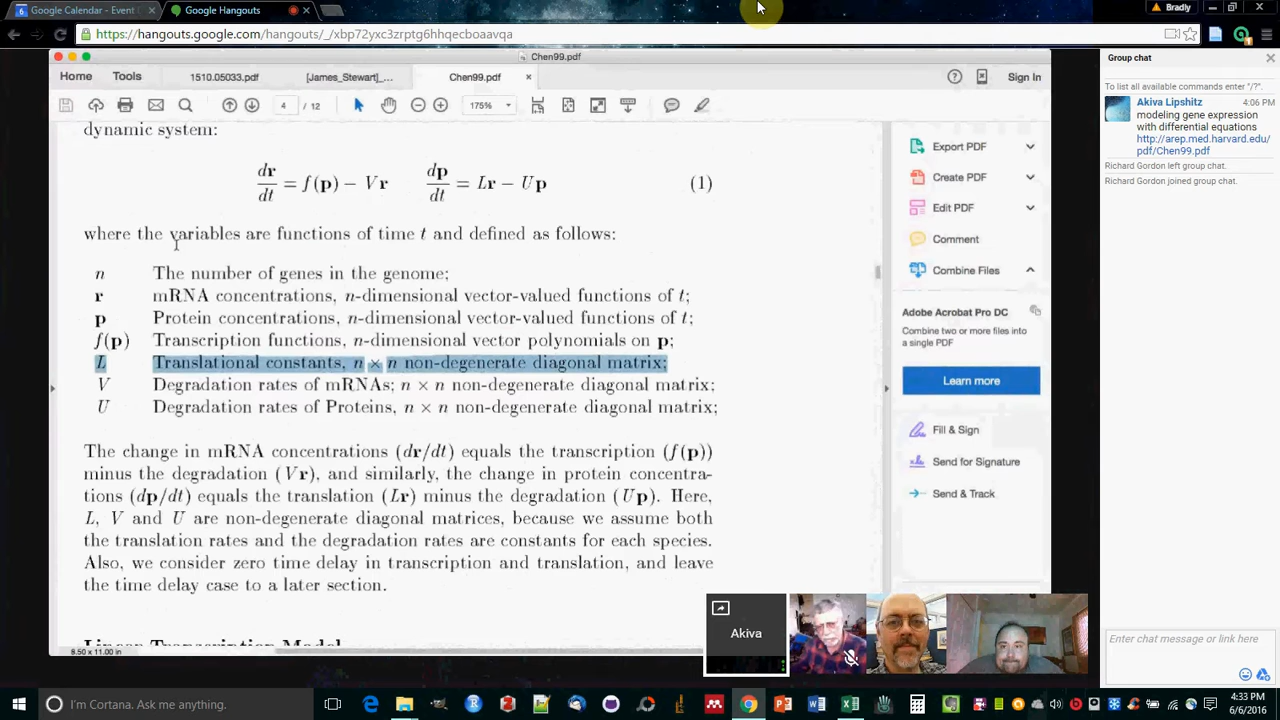 Google Calendar - Event
Google Hangouts
Bradly
https://hangouts.google.com/hangouts/_/xbp72yxc3zrptg6hhqecboaavcqa
Chen99.pdf
Home
Tools
1510.05033.pdf
[James_Stewart]_...
Chen99.pdf
Sign In
4 / 12
175%
dynamic system:
dr/dt = f(p) − Vr dp/dt = Lr − Up (1)
where the variables are functions of time t and defined as follows:
n The number of genes in the genome;
r mRNA concentrations, n-dimensional vector-valued functions of t;
p Protein concentrations, n-dimensional vector-valued functions of t;
f(p) Transcription functions, n-dimensional vector polynomials on p;
L Translational constants, n × n non-degenerate diagonal matrix;
V Degradation rates of mRNAs; n × n non-degenerate diagonal matrix;
U Degradation rates of Proteins, n × n non-degenerate diagonal matrix;
The change in mRNA concentrations (dr/dt) equals the transcription (f(p))
minus the degradation (Vr), and similarly, the change in protein concentra-
tions (dp/dt) equals the translation (Lr) minus the degradation (Up). Here,
L, V and U are non-degenerate diagonal matrices, because we assume both
the translation rates and the degradation rates are constants for each species.
Also, we consider zero time delay in transcription and translation, and leave
the time delay case to a later section.
Linear Transcription Model
8.50 x 11.00 in
Export PDF
Create PDF
Edit PDF
Comment
Combine Files
Adobe Acrobat Pro DC
Combine two or more files into
a single PDF
Learn more
Fill & Sign
Send for Signature
Send & Track
Akiva
Group chat
To list all available commands enter "/?".
Akiva Lipshitz 4:06 PM
modeling gene expression
with differential equations
http://arep.med.harvard.edu/
pdf/Chen99.pdf
Richard Gordon left group chat.
Richard Gordon joined group chat.
Enter chat message or link here
I'm Cortana. Ask me anything.
4:33 PM
6/6/2016